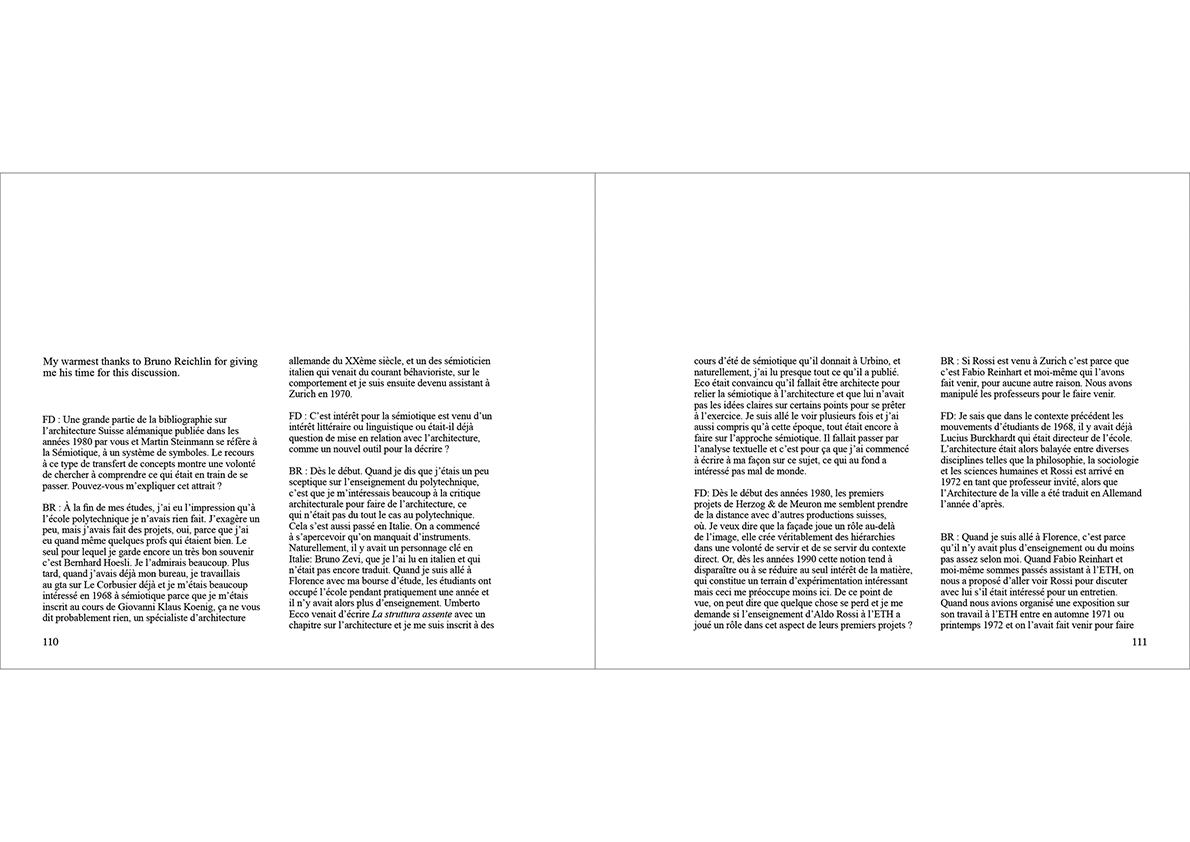 My warmest thanks to Bruno Reichlin for giving
me his time for this discussion.
FD : Une grande partie de la bibliographie sur
l’architecture Suisse alémanique publiée dans les
années 1980 par vous et Martin Steinmann se réfère à
la Sémiotique, à un système de symboles. Le recours
à ce type de transfert de concepts montre une volonté
de chercher à comprendre ce qui était en train de se
passer. Pouvez-vous m’expliquer cet attrait ?
BR : À la fin de mes études, j’ai eu l’impression qu’à
l’école polytechnique je n’avais rien fait. J’exagère un
peu, mais j’avais fait des projets, oui, parce que j’ai
eu quand même quelques profs qui étaient bien. Le
seul pour lequel je garde encore un très bon souvenir
c’est Bernhard Hoesli. Je l’admirais beaucoup. Plus
tard, quand j’avais déjà mon bureau, je travaillais
au gta sur Le Corbusier déjà et je m’étais beaucoup
intéressé en 1968 à sémiotique parce que je m’étais
inscrit au cours de Giovanni Klaus Koenig, ça ne vous
dit probablement rien, un spécialiste d’architecture
110
allemande du XXème siècle, et un des sémioticien
italien qui venait du courant béhavioriste, sur le
comportement et je suis ensuite devenu assistant à
Zurich en 1970.
FD : C’est intérêt pour la sémiotique est venu d’un
intérêt littéraire ou linguistique ou était-il déjà
question de mise en relation avec l’architecture,
comme un nouvel outil pour la décrire ?
BR : Dès le début. Quand je dis que j’étais un peu
sceptique sur l’enseignement du polytechnique,
c’est que je m’intéressais beaucoup à la critique
architecturale pour faire de l’architecture, ce
qui n’était pas du tout le cas au polytechnique.
Cela s’est aussi passé en Italie. On a commencé
à s’apercevoir qu’on manquait d’instruments.
Naturellement, il y avait un personnage clé en
Italie: Bruno Zevi, que je l’ai lu en italien et qui
n’était pas encore traduit. Quand je suis allé à
Florence avec ma bourse d’étude, les étudiants ont
occupé l’école pendant pratiquement une année et
il n’y avait alors plus d’enseignement. Umberto
Ecco venait d’écrire La struttura assente avec un
chapitre sur l’architecture et je me suis inscrit à des
cours d’été de sémiotique qu’il donnait à Urbino, et
naturellement, j’ai lu presque tout ce qu’il a publié.
Eco était convaincu qu’il fallait être architecte pour
relier la sémiotique à l’architecture et que lui n’avait
pas les idées claires sur certains points pour se prêter
à l’exercice. Je suis allé le voir plusieurs fois et j’ai
aussi compris qu’à cette époque, tout était encore à
faire sur l’approche sémiotique. Il fallait passer par
l’analyse textuelle et c’est pour ça que j’ai commencé
à écrire à ma façon sur ce sujet, ce qui au fond a
intéressé pas mal de monde.
FD: Dès le début des années 1980, les premiers
projets de Herzog & de Meuron me semblent prendre
de la distance avec d’autres productions suisses,
où. Je veux dire que la façade joue un rôle au-delà
de l’image, elle crée véritablement des hiérarchies
dans une volonté de servir et de se servir du contexte
direct. Or, dès les années 1990 cette notion tend à
disparaître ou à se réduire au seul intérêt de la matière,
qui constitue un terrain d’expérimentation intéressant
mais ceci me préoccupe moins ici. De ce point de
vue, on peut dire que quelque chose se perd et je me
demande si l’enseignement d’Aldo Rossi à l’ETH a
joué un rôle dans cet aspect de leurs premiers projets ?
BR : Si Rossi est venu à Zurich c’est parce que
c’est Fabio Reinhart et moi-même qui l’avons
fait venir, pour aucune autre raison. Nous avons
manipulé les professeurs pour le faire venir.
FD: Je sais que dans le contexte précédent les
mouvements d’étudiants de 1968, il y avait déjà
Lucius Burckhardt qui était directeur de l’école.
L’architecture était alors balayée entre diverses
disciplines telles que la philosophie, la sociologie
et les sciences humaines et Rossi est arrivé en
1972 en tant que professeur invité, alors que
l’Architecture de la ville a été traduit en Allemand
l’année d’après.
BR : Quand je suis allé à Florence, c’est parce
qu’il n’y avait plus d’enseignement ou du moins
pas assez selon moi. Quand Fabio Reinhart et
moi-même sommes passés assistant à l’ETH, on
nous a proposé d’aller voir Rossi pour discuter
avec lui s’il était intéressé pour un entretien.
Quand nous avions organisé une exposition sur
son travail à l’ETH entre en automne 1971 ou
printemps 1972 et on l’avait fait venir pour faire
111